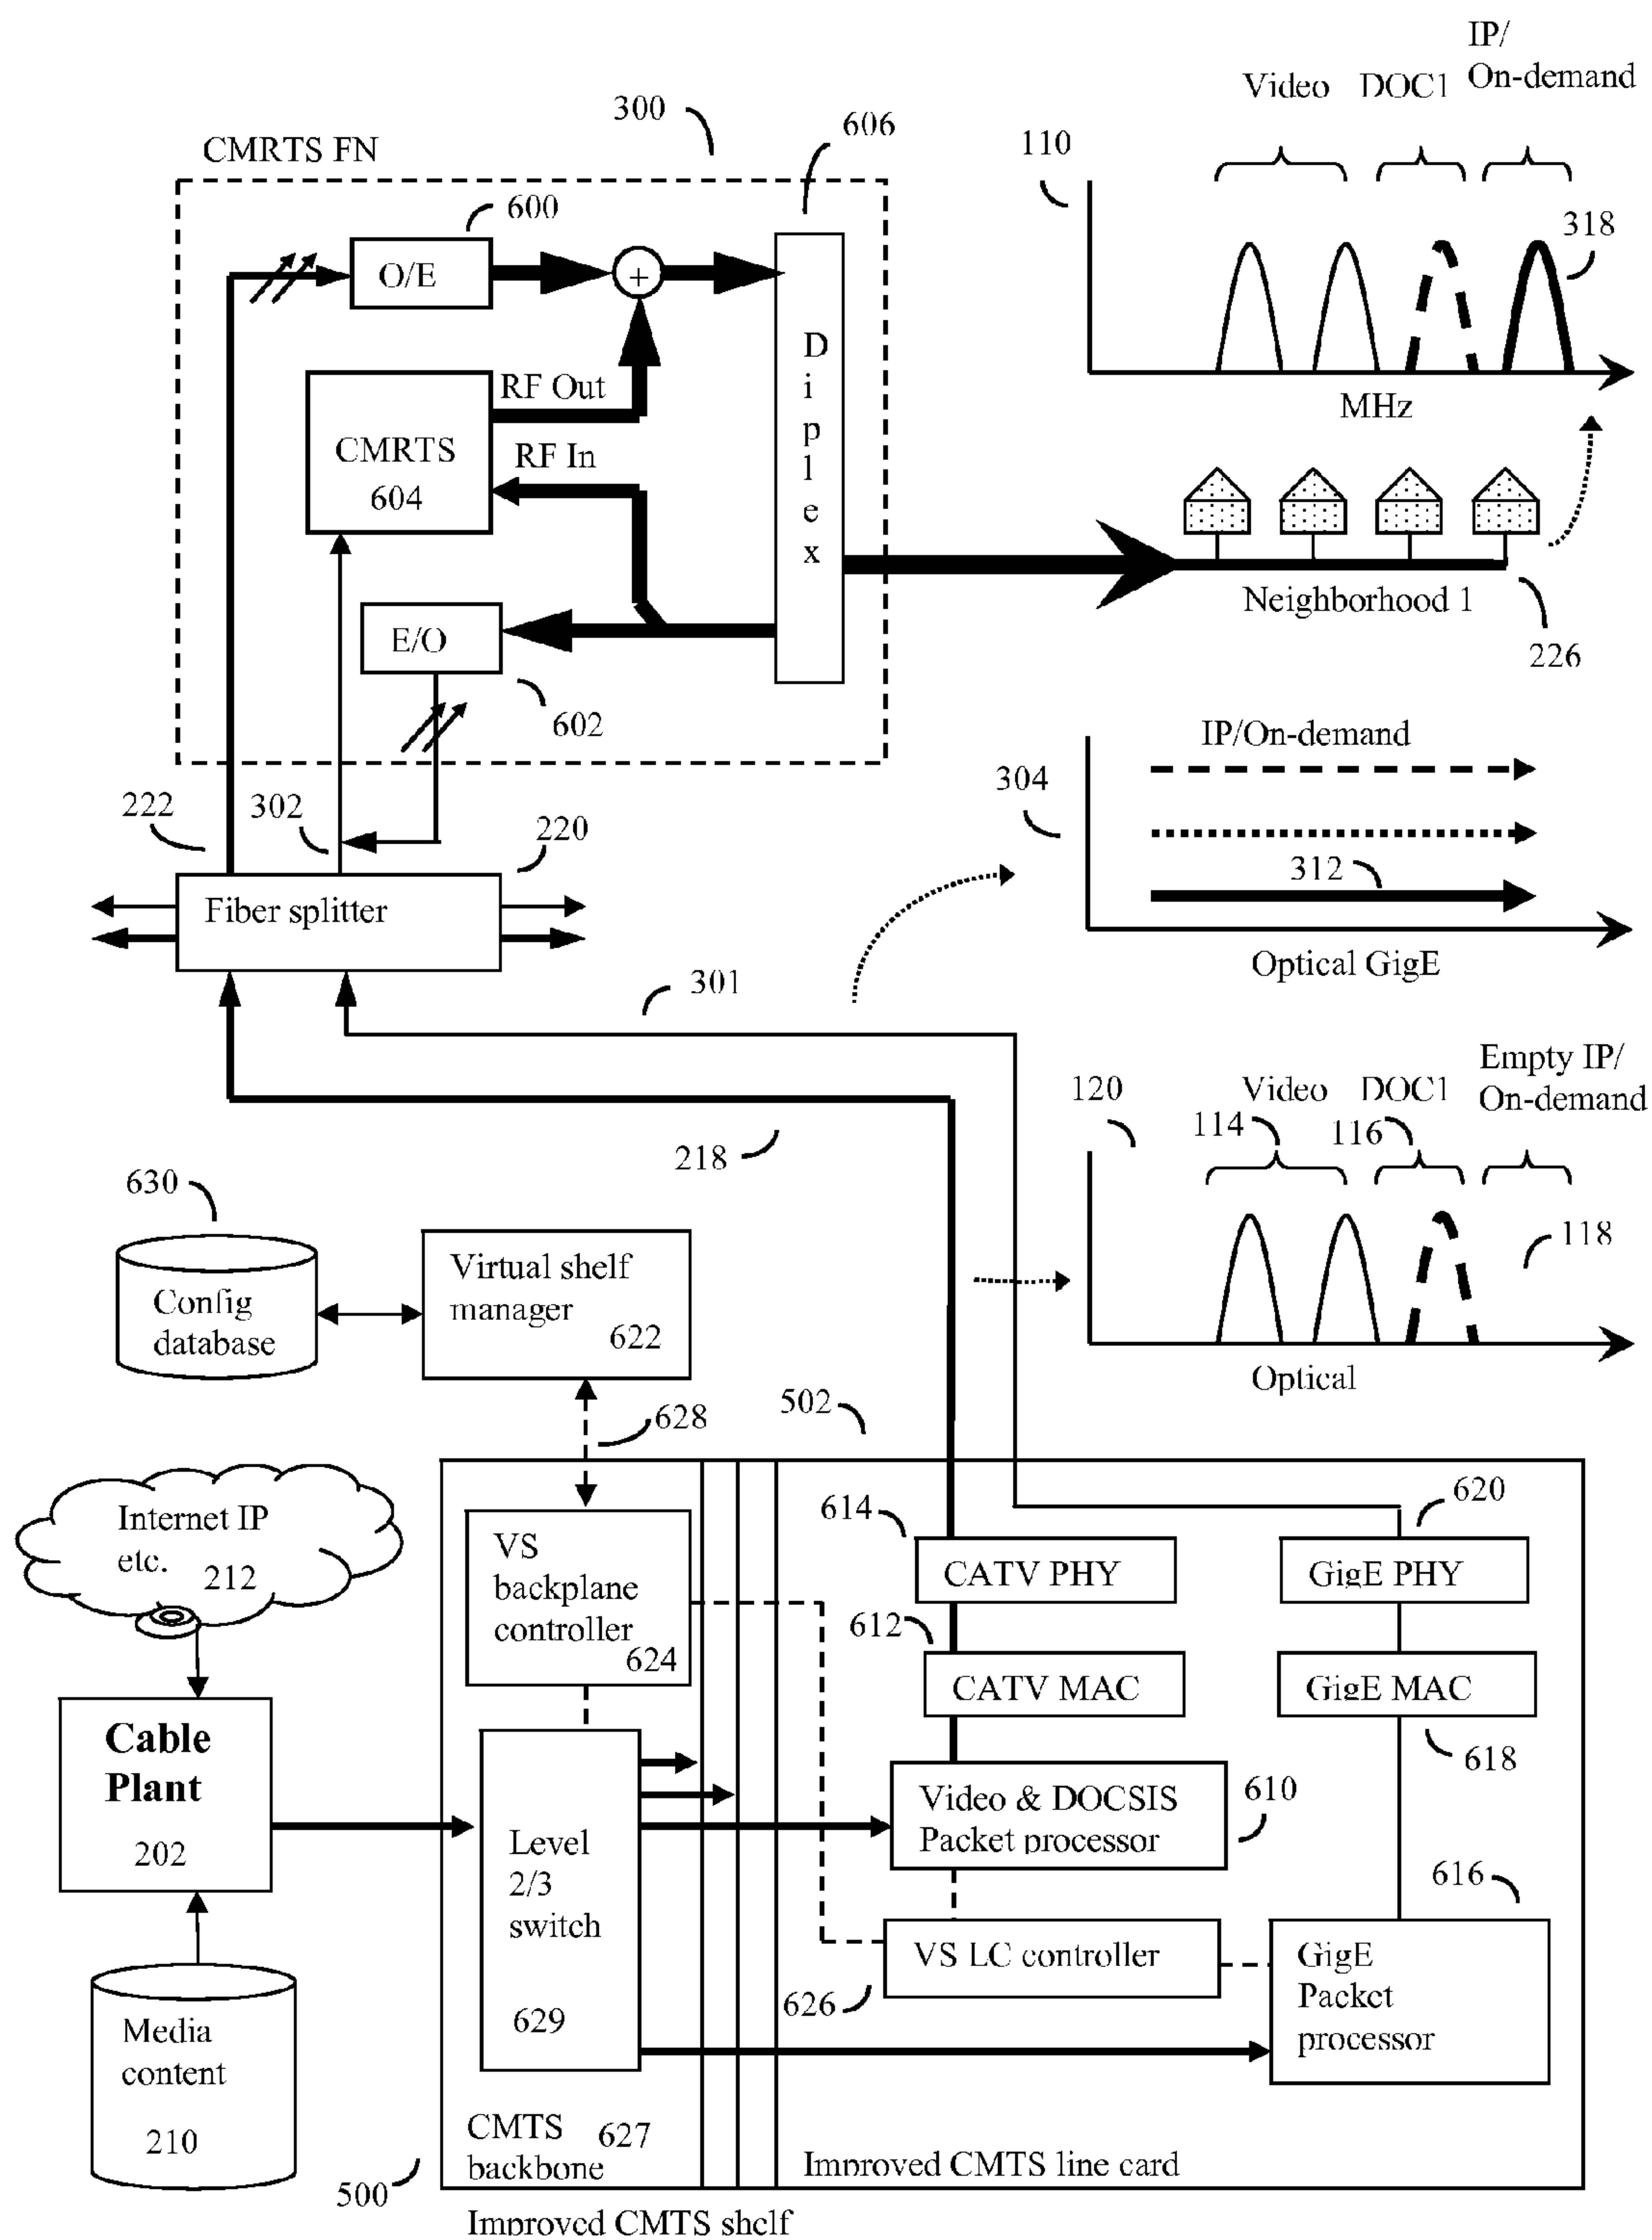 IP/
On-demand
Video
DOC1
300
606
110
CMRTS FN
600
318
O/E
+
D
i
p
l
e
x
RF Out
MHz
RF In
CMRTS
604
Neighborhood 1
E/O
226
602
IP/On-demand
304
222
302
220
312
Fiber splitter
Optical GigE
301
Empty IP/
On-demand
120
Video
DOC1
114
116
218
630
118
Virtual shelf
manager
622
Config
database
Optical
502
628
620
614
Internet IP
etc.
212
VS
backplane
controller
624
CATV PHY
GigE PHY
612
CATV MAC
GigE MAC
Cable
Plant
202
618
610
Video & DOCSIS
Packet processor
Level
2/3
switch
629
616
VS LC controller
GigE
Packet
processor
626
Media
content
210
CMTS
backbone
627
Improved CMTS line card
500
Improved CMTS shelf